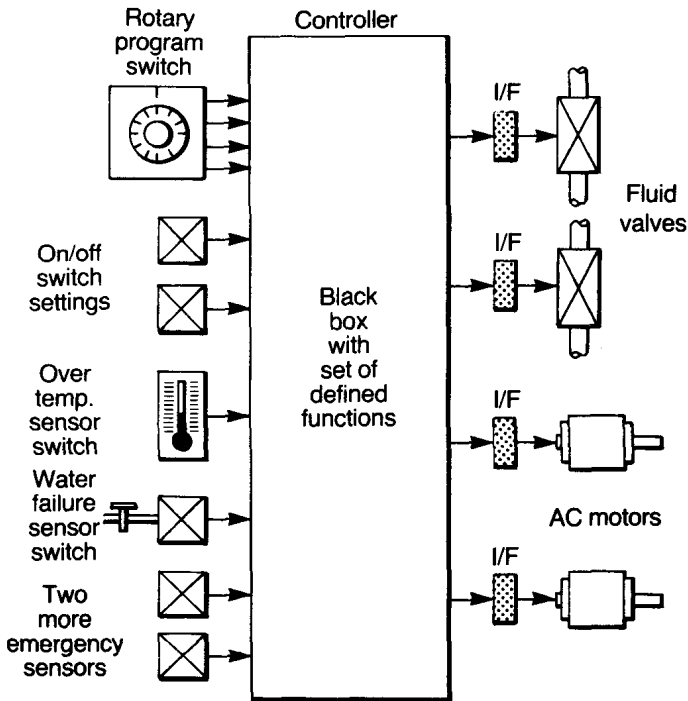 Rotary
program
switch
Controller
On/off
switch
settings
Over
temp.
sensor
switch
Water
failure
sensor
switch
Two
more
emergency
sensors
Black
box
with
set of
defined
functions
I/F
I/F
Fluid
valves
I/F
AC motors
I/F